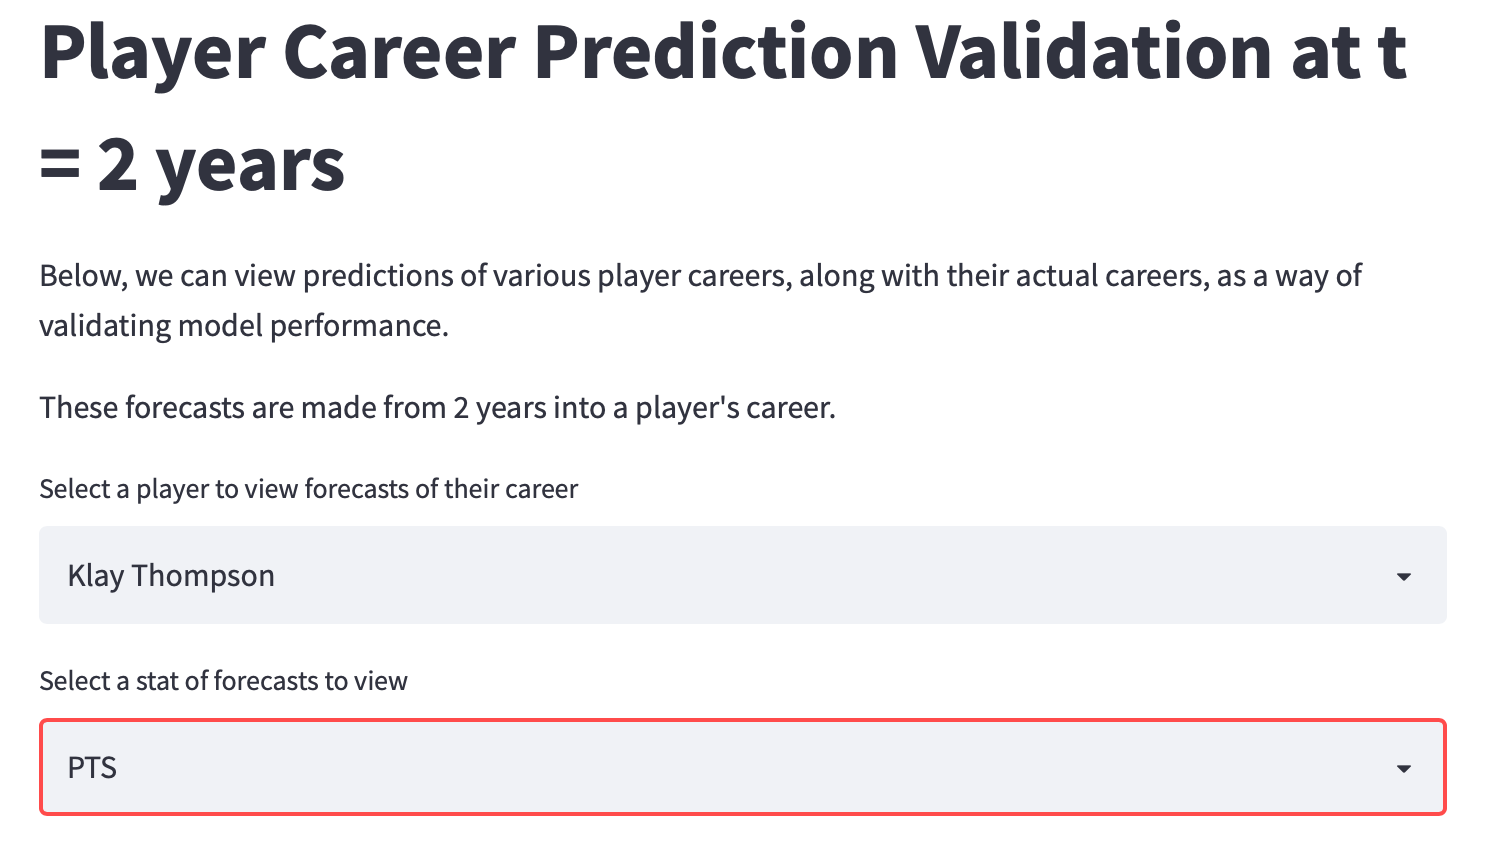 Player Career Prediction Validation at t
= 2 years
Below, we can view predictions of various player careers, along with their actual careers, as a way of
validating model performance.
These forecasts are made from 2 years into a player's career.
Select a player to view forecasts of their career
Klay Thompson
Select a stat of forecasts to view
PTS